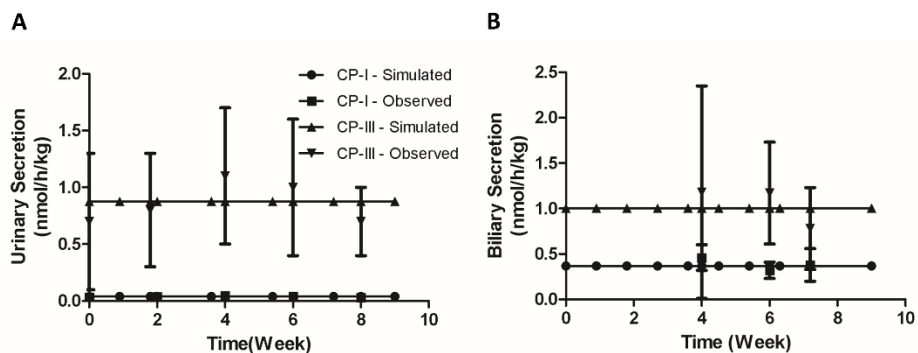 A
Urinary Secretion
(nmol/h/kg)
2.0
1.5
1.0
0.5
0.0
0
2
4
6
8
10
Time(Week)
CP-I - Simulated
CP-I - Observed
CP-III - Simulated
CP-III - Observed
B
Biliary Secretion
(nmol/h/kg)
2.5
2.0
1.5
1.0
0.5
0.0
0
2
4
6
8
10
Time(Week)